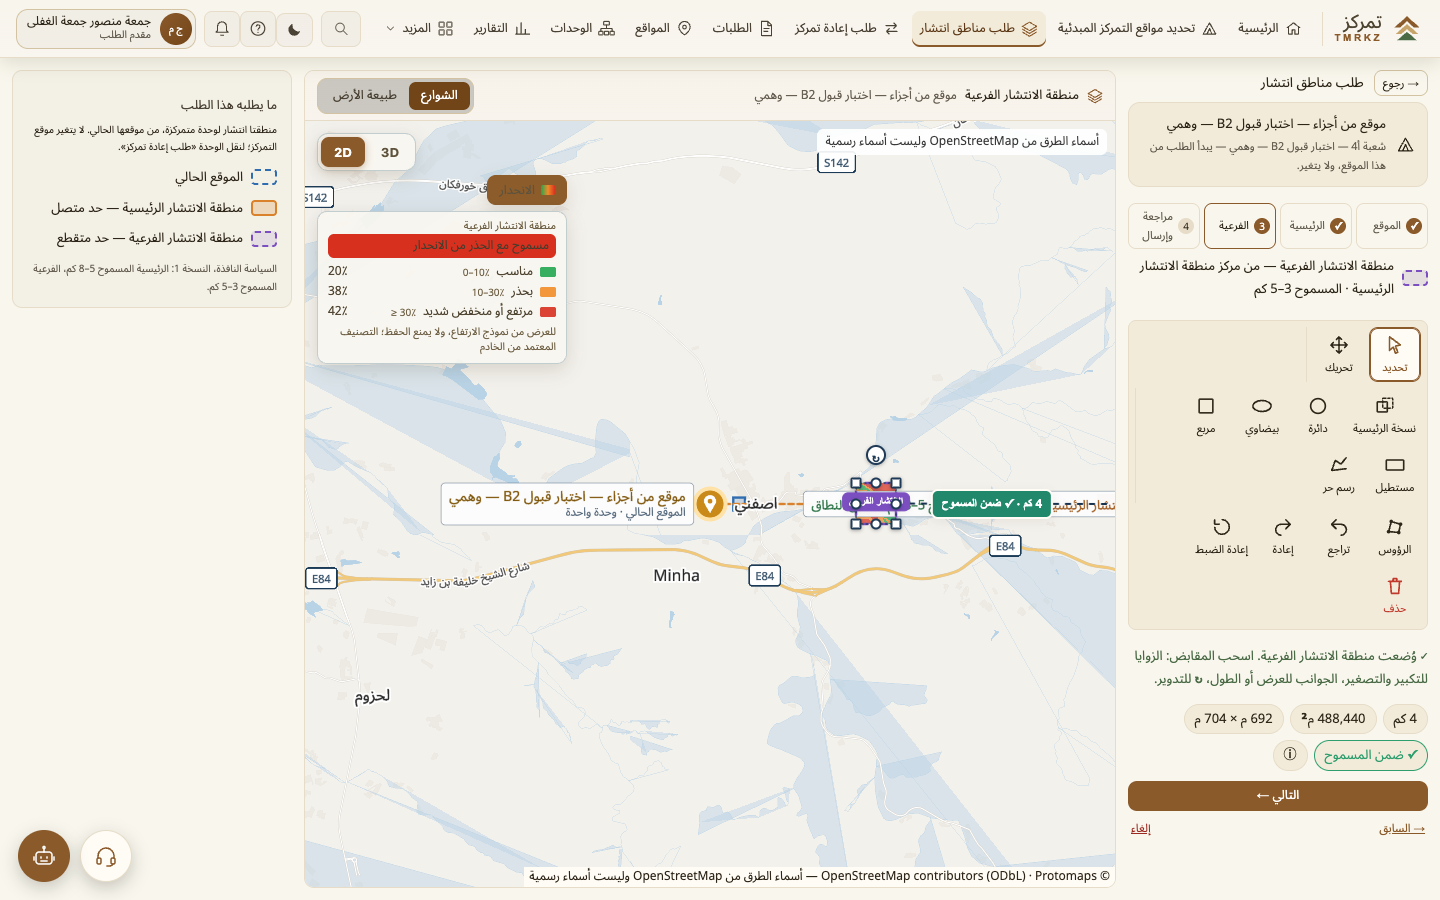 تمركز
TMRKZ
الرئيسية
تحديد مواقع التمركز المبدئية
طلب مناطق انتشار
طلب إعادة تمركز
الطلبات
المواقع
الوحدات
التقارير
المزيد
جمعة منصور جمعة الغفلي
مقدم الطلب
ج م
→ رجوع
طلب مناطق انتشار
موقع من أجزاء — اختبار قبول B2 — وهمي
شعبة أ4 — اختبار قبول B2 — وهمي — يبدأ الطلب من
هذا الموقع، ولا يتغير.
الموقع
الرئيسية
3 الفرعية
4 مراجعة
وإرسال
منطقة الانتشار الفرعية — من مركز منطقة الانتشار
الرئيسية · المسموح 3–5 كم
تحديد
تحريك
نسخة الرئيسية
دائرة
بيضاوي
مربع
مستطيل
رسم حر
الرؤوس
تراجع
إعادة
إعادة الضبط
حذف
✓ وُضعت منطقة الانتشار الفرعية. اسحب المقابض: الزوايا
للتكبير والتصغير، الجوانب للعرض أو الطول، ↻ للتدوير.
4 كم
488,440 م²
692 م × 704 م
✓ ضمن المسموح
التالي ←
→ السابق
إلغاء
منطقة الانتشار الفرعية موقع من أجزاء — اختبار قبول B2 — وهمي
الشوارع
طبيعة الأرض
أسماء الطرق من OpenStreetMap وليست أسماء رسمية
2D
3D
S142
S142
ق خورفكان
الانحدار
منطقة الانتشار الفرعية
مسموح مع الحذر من الانحدار
مناسب 0–10٪ 20٪
بحذر 10–30٪ 38٪
مرتفع أو منخفض شديد ≥ 30٪ 42٪
للعرض من نموذج الارتفاع، ولا يمنع الحفظ؛ التصنيف
المعتمد من الخادم
موقع من أجزاء — اختبار قبول B2 — وهمي
الموقع الحالي · وحدة واحدة
اصفني
النطاق
4 كم · ✓ ضمن المسموح
E84
E84
E84
شارع الشيخ خليفة بن زايد
Minha
لحزوم
© OpenStreetMap contributors (ODbL) · Protomaps — أسماء الطرق من OpenStreetMap وليست أسماء رسمية
ما يطلبه هذا الطلب
منطقتا انتشار لوحدة متمركزة، من موقعها الحالي. لا يتغير موقع
التمركز؛ لنقل الوحدة «طلب إعادة تمركز».
الموقع الحالي
منطقة الانتشار الرئيسية — حد متصل
منطقة الانتشار الفرعية — حد متقطع
السياسة النافذة، النسخة 1: الرئيسية المسموح 5–8 كم، الفرعية
المسموح 3–5 كم.